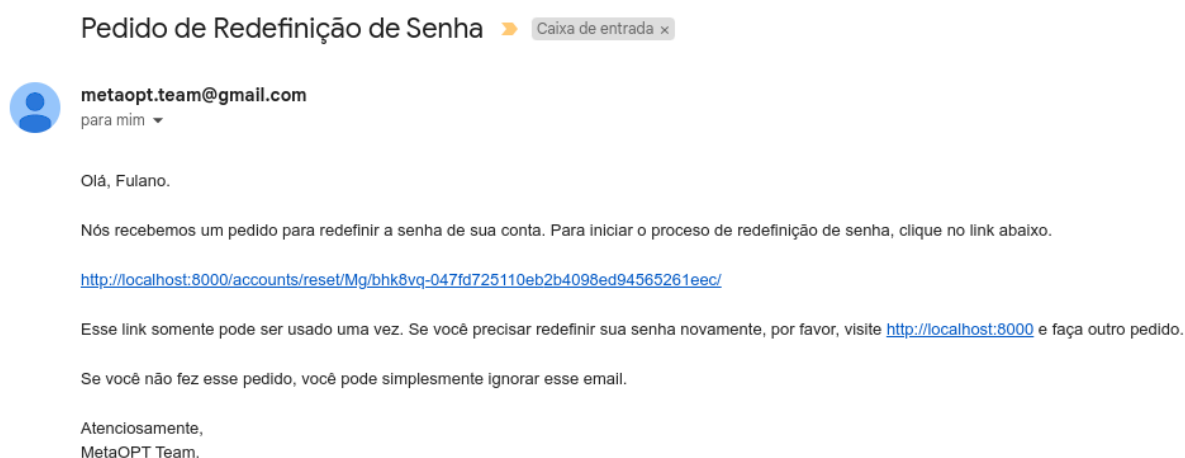 Pedido de Redefinição de Senha Caixa de entrada ×
metaopt.team@gmail.com
para mim
Olá, Fulano.
Nós recebemos um pedido para redefinir a senha de sua conta. Para iniciar o processo de redefinição de senha, clique no link abaixo.
http://localhost:8000/accounts/reset/Mg/bhk8vq-047fd725110eb2b4098ed94565261eec/
Esse link somente pode ser usado uma vez. Se você precisar redefinir sua senha novamente, por favor, visite http://localhost:8000 e faça outro pedido.
Se você não fez esse pedido, você pode simplesmente ignorar esse email.
Atenciosamente,
MetaOPT Team.